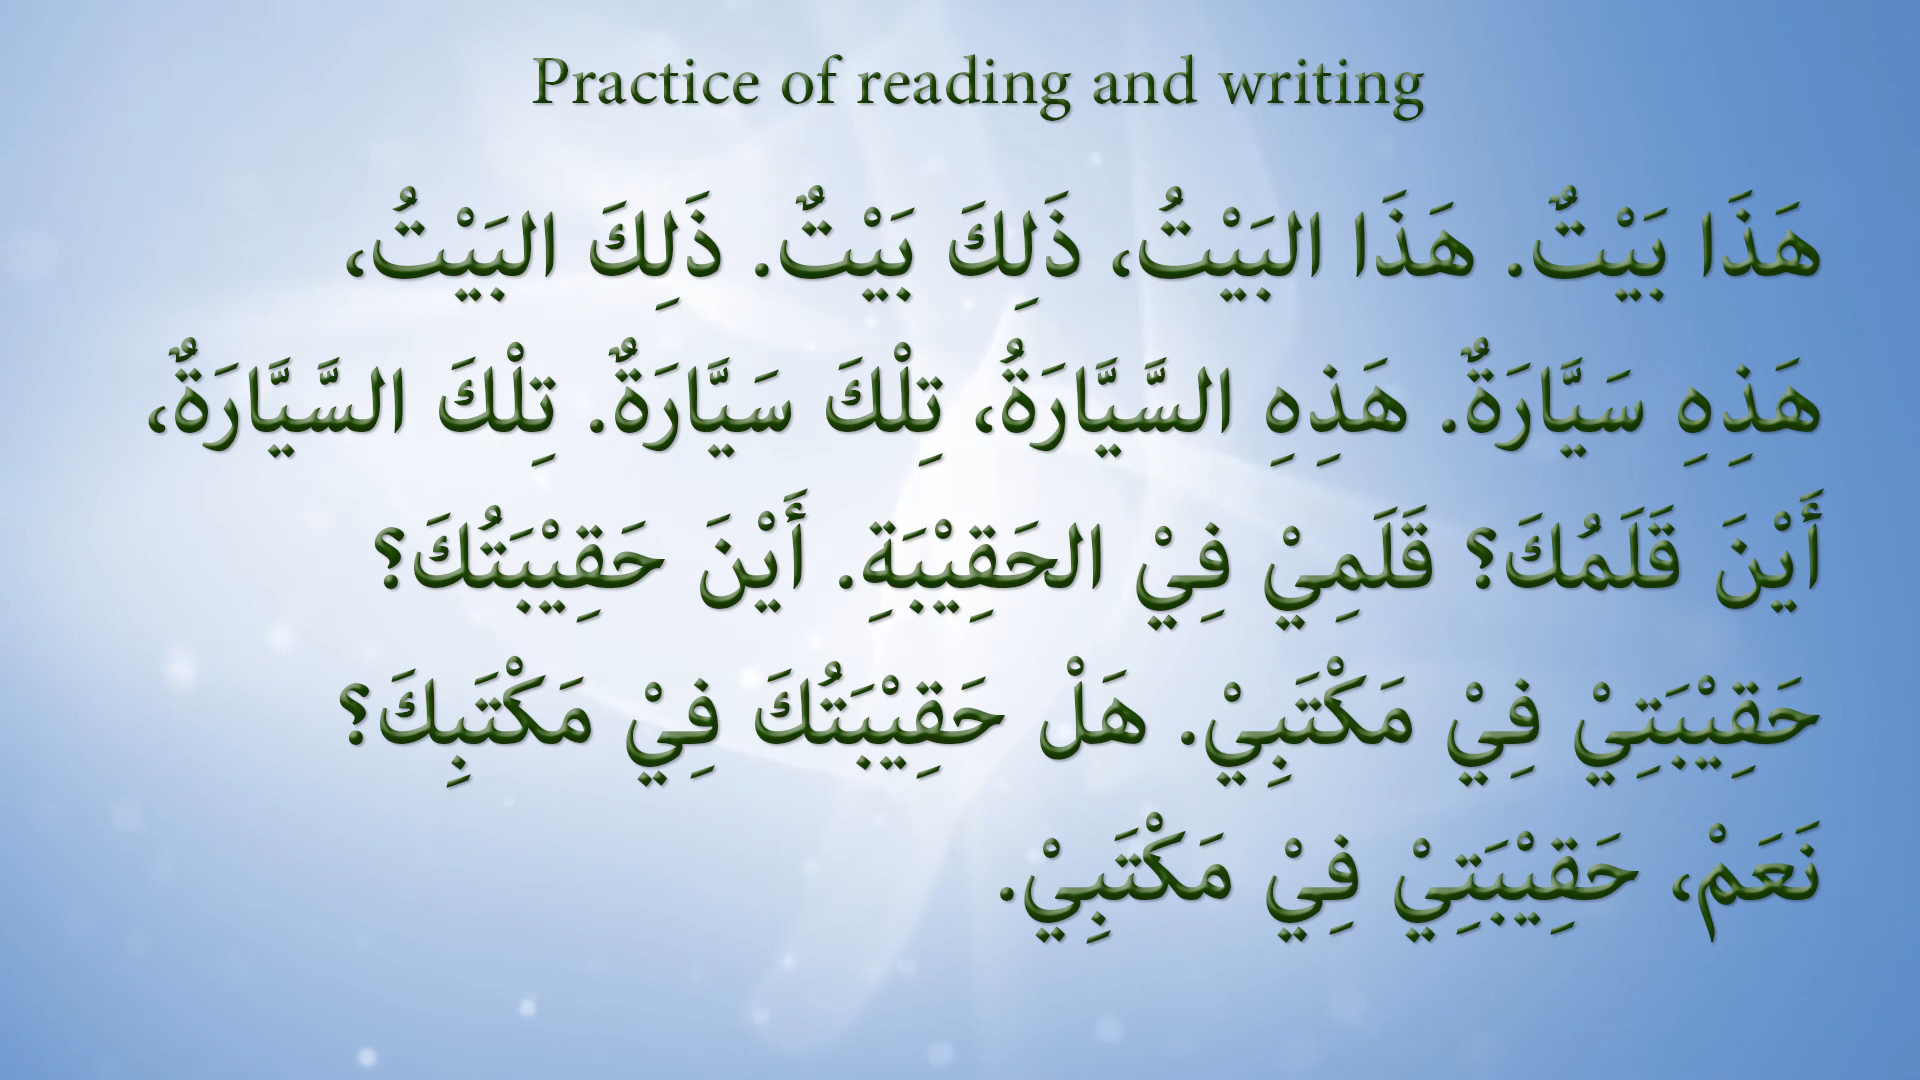 Practice of reading and writing
هَذَا بَيْتٌ. هَذَا البَيْتُ، ذَلِكَ بَيْتٌ. ذَلِكَ البَيْتُ،
هَذِهِ سَيَّارَةٌ. هَذِهِ السَّيَّارَةُ، تِلْكَ سَيَّارَةٌ. تِلْكَ السَّيَّارَةٌ،
أَيْنَ قَلَمُكَ؟ قَلَمِيْ فِيْ الحَقِيْبَةِ. أَيْنَ حَقِيْبَتُكَ؟
حَقِيْبَتِيْ فِيْ مَكْتَبِيْ. هَلْ حَقِيْبَتُكَ فِيْ مَكْتَبِكَ؟
نَعَمْ، حَقِيْبَتِيْ فِيْ مَكْتَبِيْ.